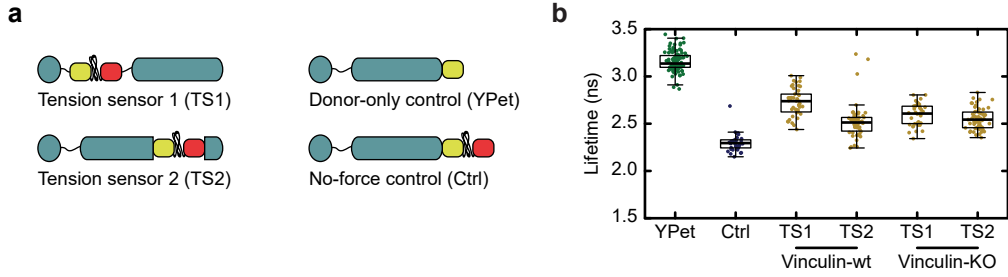 a
Tension sensor 1 (TS1)
Donor-only control (YPet)
Tension sensor 2 (TS2)
No-force control (Ctrl)
b
Lifetime (ns)
3.5
3.0
2.5
2.0
1.5
YPet Ctrl TS1 TS2 TS1 TS2
Vinculin-wt Vinculin-KO